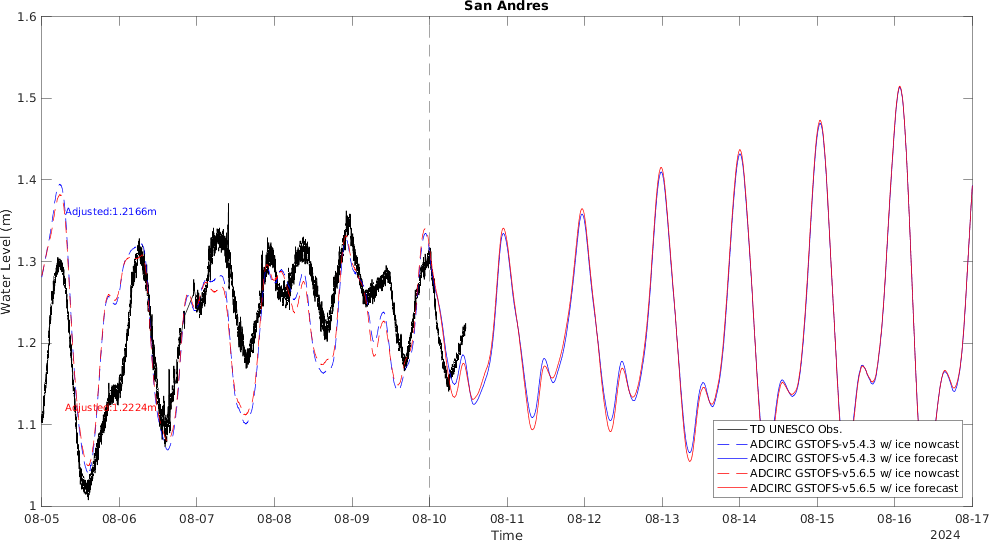 San Andres
1.6
1.5
1.4
1.3
1.2
1.1
1
Water Level (m)
Adjusted:1.2166m
Adjusted:1.2224m
TD UNESCO Obs.
ADCIRC GSTOFS-v5.4.3 w/ ice nowcast
ADCIRC GSTOFS-v5.4.3 w/ ice forecast
ADCIRC GSTOFS-v5.6.5 w/ ice nowcast
ADCIRC GSTOFS-v5.6.5 w/ ice forecast
08-05 08-06 08-07 08-08 08-09 08-10 08-11 08-12 08-13 08-14 08-15 08-16 08-17
Time
2024